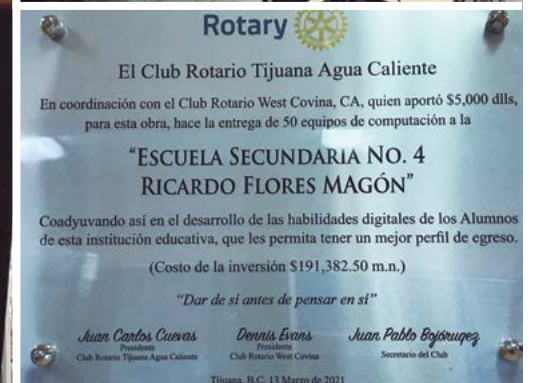 Rotary
El Club Rotario Tijuana Agua Caliente
En coordinación con el Club Rotario West Covina, CA, quien aportó $5,000 dlls,
para esta obra, hace la entrega de 50 equipos de computación a la
“ESCUELA SECUNDARIA NO. 4
RICARDO FLORES MAGÓN”
Coadyuvando así en el desarrollo de las habilidades digitales de los Alumnos
de esta institución educativa, que les permita tener un mejor perfil de egreso.
(Costo de la inversión $191,382.50 m.n.)
“Dar de si antes de pensar en si”
Juan Carlos Cuevas Dennis Evans Juan Pablo Bojórquez
Presidente Presidente Secretario del Club
Club Rotario Tijuana Agua Caliente Club Rotario West Covina
Tijuana, B.C. 13 Marzo de 2021